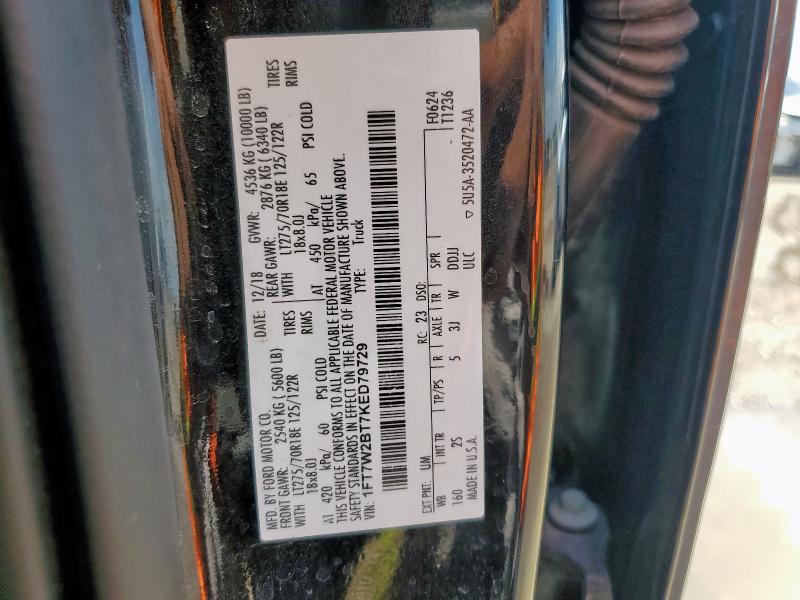 MFD. BY FORD MOTOR CO.
DATE: 12/18 GVWR: 4536 KG (10000 LB)
FRONT GAWR: 2540 KG ( 5600 LB) REAR GAWR: 2876 KG ( 6340 LB)
WITH LT275/70R18E 125/122R TIRES WITH LT275/70R18E 125/122R TIRES
18x8.0J RIMS 18x8.0J RIMS
AT 420 kPa/ 60 PSI COLD AT 450 kPa/ 65 PSI COLD
THIS VEHICLE CONFORMS TO ALL APPLICABLE FEDERAL MOTOR VEHICLE
SAFETY STANDARDS IN EFFECT ON THE DATE OF MANUFACTURE SHOWN ABOVE.
VIN: 1FT7W2BT7KED79729 TYPE: Truck
F0624
EXT PNT: UM RC: 23 DSO: T1236
WB INT TR TP/PS R AXLE TR SPR
160 2S 5 3J W DDJJ
MADE IN U.S.A. ULC
5U5A-3520472-AA